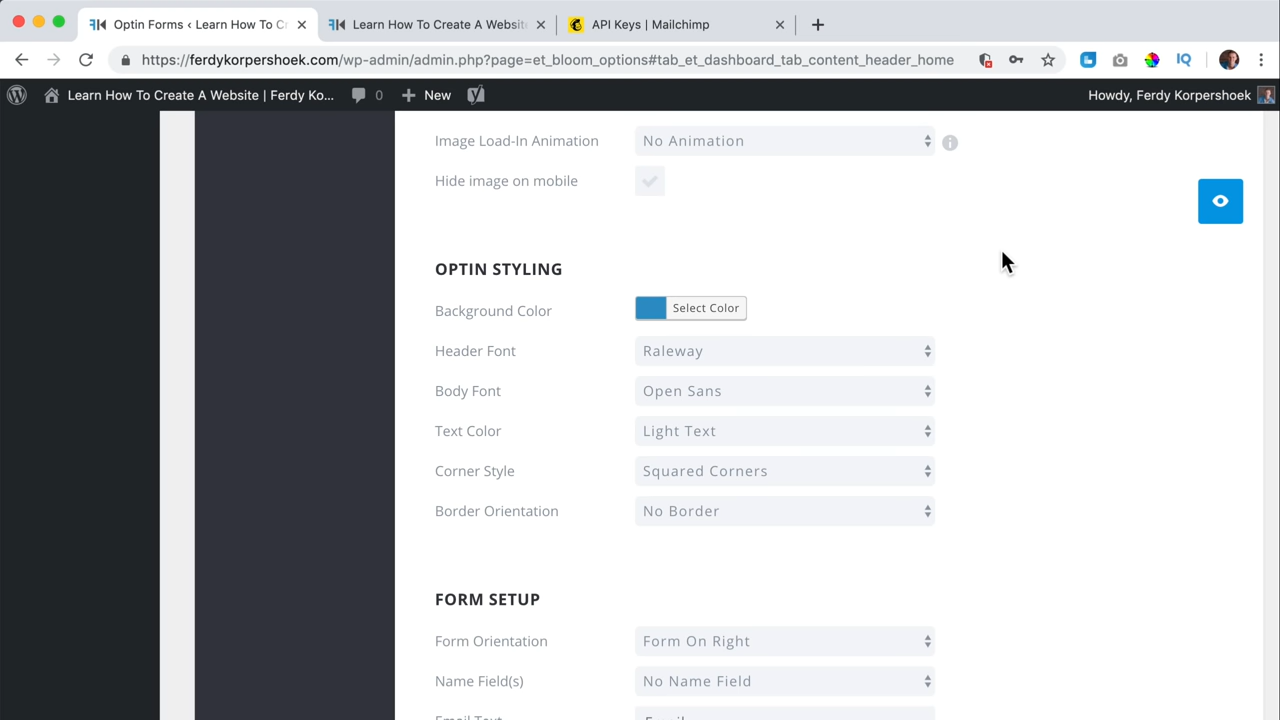 Optin Forms ‹ Learn How To C
Learn How To Create A Websit
API Keys | Mailchimp
https://ferdykorpershoek.com/wp-admin/admin.php?page=et_bloom_options#tab_et_dashboard_tab_content_header_home
IQ
Learn How To Create A Website | Ferdy Ko...
0
New
Howdy, Ferdy Korpershoek
Image Load-In Animation
No Animation
Hide image on mobile
OPTIN STYLING
Background Color
Select Color
Header Font
Raleway
Body Font
Open Sans
Text Color
Light Text
Corner Style
Squared Corners
Border Orientation
No Border
FORM SETUP
Form Orientation
Form On Right
Name Field(s)
No Name Field
Email Text
Email